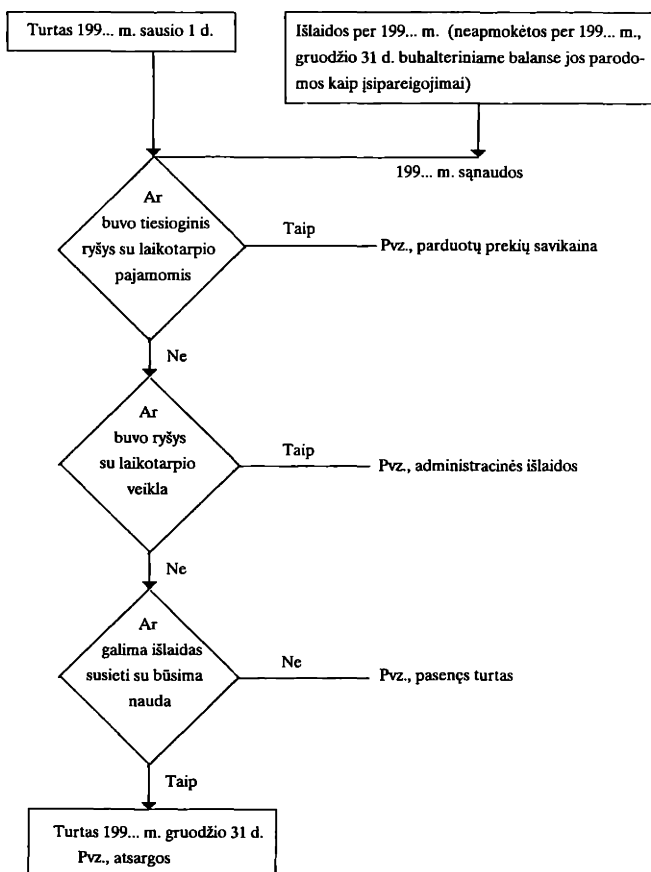 Turtas 199... m. sausio 1 d.
Išlaidos per 199... m. (neapmokėtos per 199... m.,
gruodžio 31 d. buhalteriniame balanse jos parodo-
mos kaip įsipareigojimai)
199... m. sąnaudos
Ar
buvo tiesioginis
ryšys su laikotarpio
pajamomis
Taip
Pvz., parduotų prekių savikaina
Ne
Ar
buvo ryšys
su laikotarpio
veikla
Taip
Pvz., administracinės išlaidos
Ne
Ar
galima išlaidas
susieti su būsima
nauda
Ne
Pvz., pasenęs turtas
Taip
Turtas 199... m. gruodžio 31 d.
Pvz., atsargos